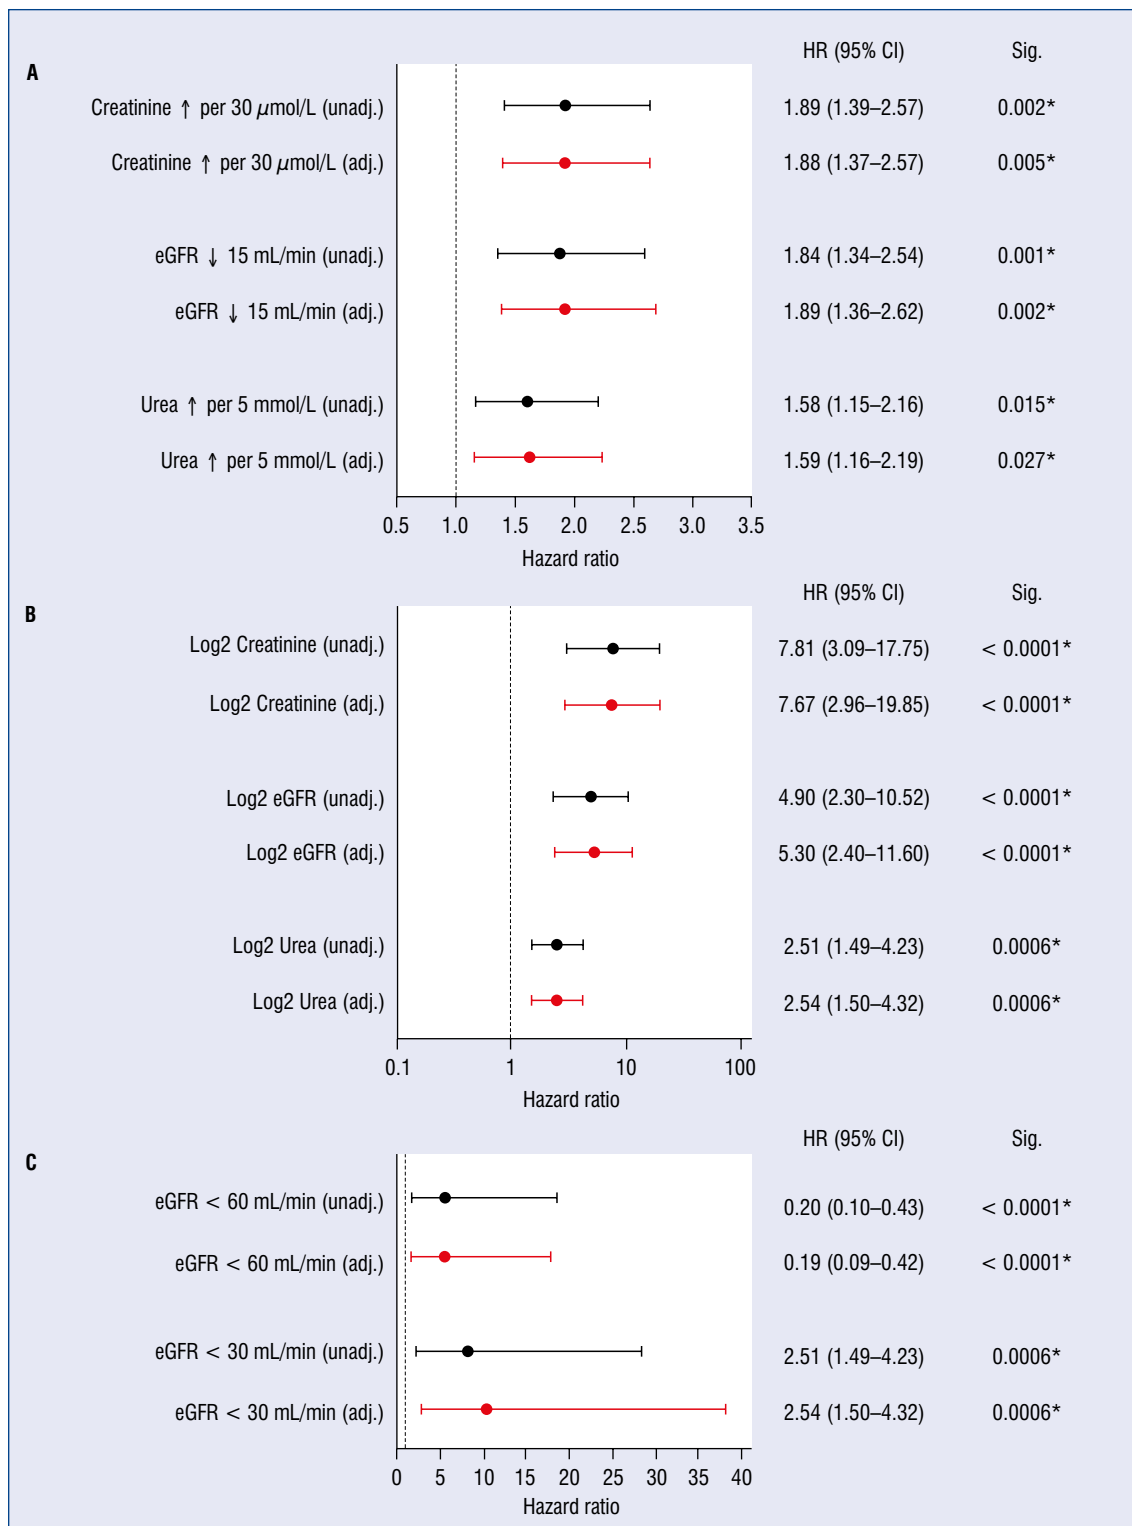 HR (95% CI) Sig.
A
Creatinine ↑ per 30 µmol/L (unadj.) 1.89 (1.39–2.57) 0.002*
Creatinine ↑ per 30 µmol/L (adj.) 1.88 (1.37–2.57) 0.005*
eGFR ↓ 15 mL/min (unadj.) 1.84 (1.34–2.54) 0.001*
eGFR ↓ 15 mL/min (adj.) 1.89 (1.36–2.62) 0.002*
Urea ↑ per 5 mmol/L (unadj.) 1.58 (1.15–2.16) 0.015*
Urea ↑ per 5 mmol/L (adj.) 1.59 (1.16–2.19) 0.027*
0.5 1.0 1.5 2.0 2.5 3.0 3.5
Hazard ratio
HR (95% CI) Sig.
B
Log2 Creatinine (unadj.) 7.81 (3.09–17.75) < 0.0001*
Log2 Creatinine (adj.) 7.67 (2.96–19.85) < 0.0001*
Log2 eGFR (unadj.) 4.90 (2.30–10.52) < 0.0001*
Log2 eGFR (adj.) 5.30 (2.40–11.60) < 0.0001*
Log2 Urea (unadj.) 2.51 (1.49–4.23) 0.0006*
Log2 Urea (adj.) 2.54 (1.50–4.32) 0.0006*
0.1 1 10 100
Hazard ratio
HR (95% CI) Sig.
C
eGFR < 60 mL/min (unadj.) 0.20 (0.10–0.43) < 0.0001*
eGFR < 60 mL/min (adj.) 0.19 (0.09–0.42) < 0.0001*
eGFR < 30 mL/min (unadj.) 2.51 (1.49–4.23) 0.0006*
eGFR < 30 mL/min (adj.) 2.54 (1.50–4.32) 0.0006*
0 5 10 15 20 25 30 35 40
Hazard ratio